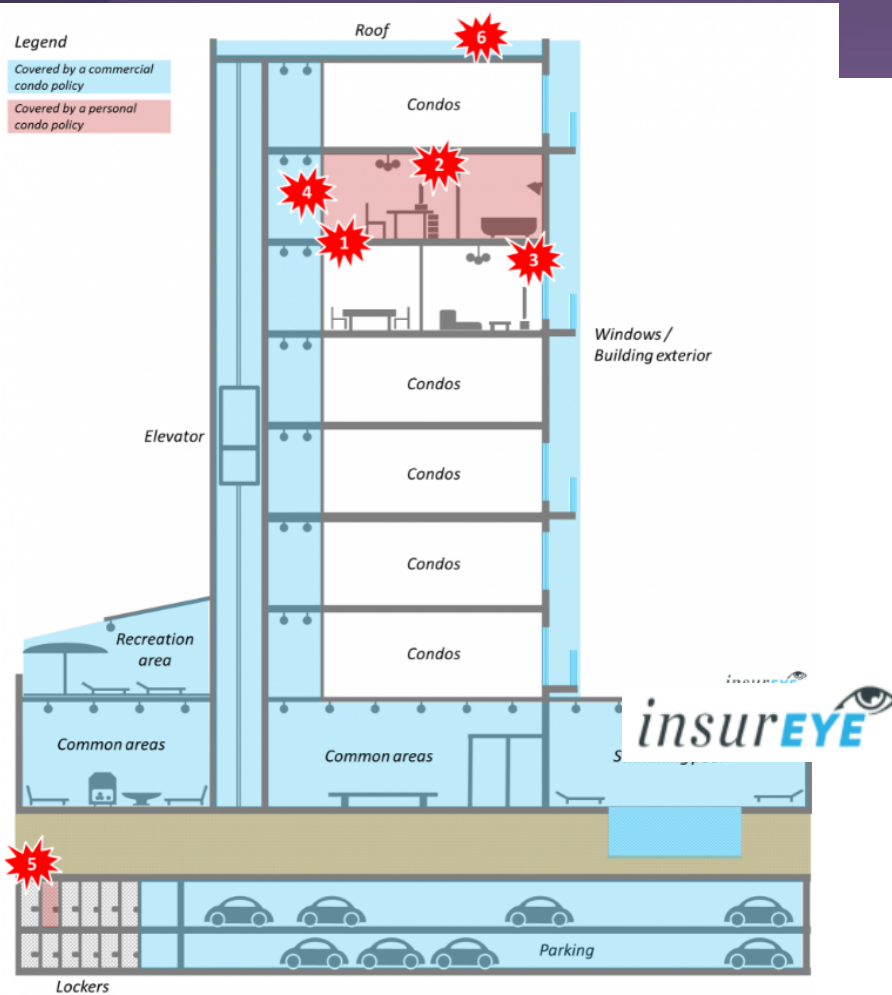 Roof
6
Legend
Covered by a commercial
condo policy
Covered by a personal
condo policy
Condos
2
4
1
3
Windows /
Building exterior
Condos
Elevator
Condos
Condos
Recreation
area
Condos
insurEYE
insurEYE
Common areas
Common areas
5
Parking
Lockers